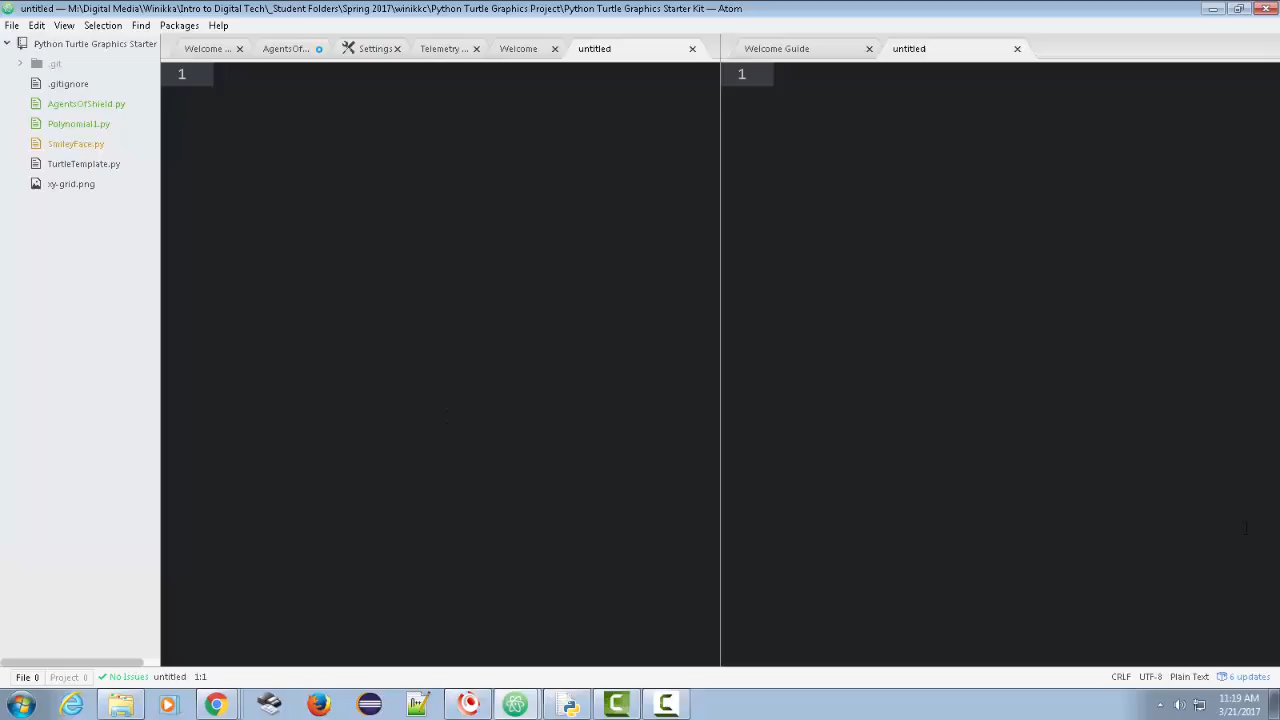 untitled — M:\Digital Media\Winikka\Intro to Digital Tech\_Student Folders\Spring 2017\winikkc\Python Turtle Graphics Project\Python Turtle Graphics Starter Kit — Atom
File Edit View Selection Find Packages Help
Python Turtle Graphics Starter
Welcome ... AgentsOf... Settings Telemetry ... Welcome untitled Welcome Guide untitled
.git
.gitignore
AgentsOfShield.py
Polynomial1.py
SmileyFace.py
TurtleTemplate.py
xy-grid.png
1 1
File 0 Project 0 No Issues untitled 1:1 CRLF UTF-8 Plain Text 6 updates
11:19 AM
3/21/2017